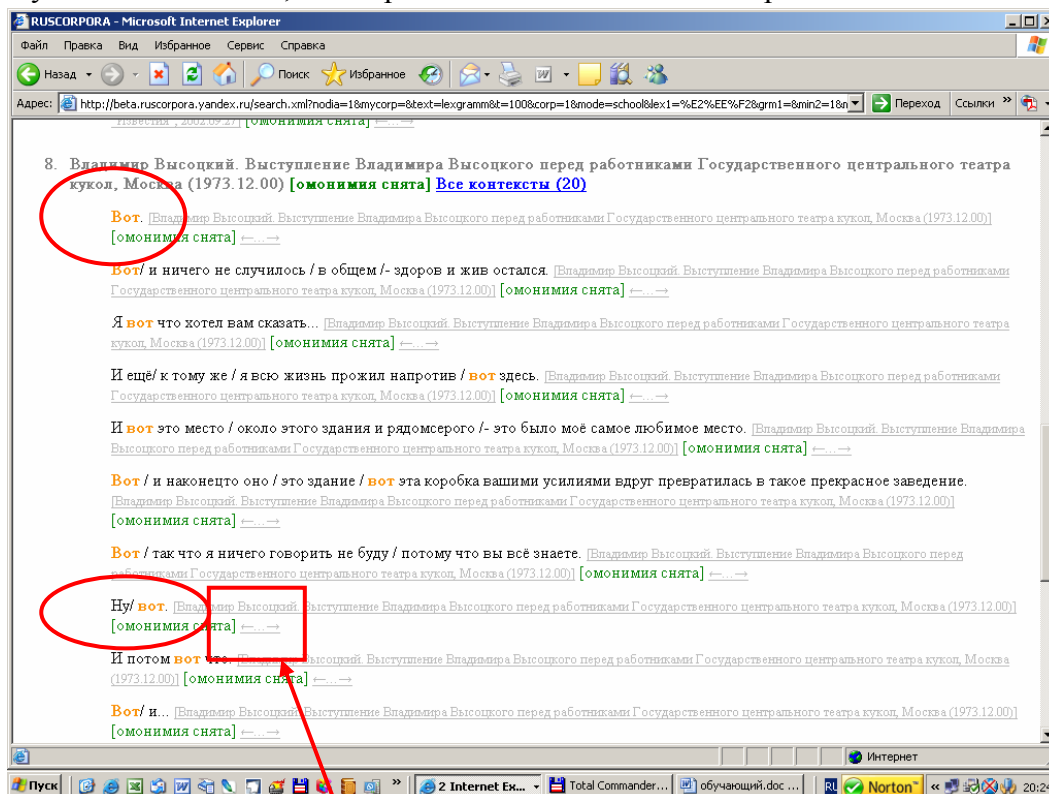 RUSCORPORA - Microsoft Internet Explorer
Файл Правка Вид Избранное Сервис Справка
Назад Поиск Избранное
Адрес: http://beta.ruscorpora.yandex.ru/search.xml?nodia=1&mycorp=&text=lexgramm&t=100&corp=1&mode=school&lex1=%E2%EE%F2&grm1=&min2=1&m Переход Ссылки »
"Известия", 2002.09.27] [омонимия снята] ←...→
8. Владимир Высоцкий. Выступление Владимира Высоцкого перед работниками Государственного центрального театра
кукол, Москва (1973.12.00) [омонимия снята] Все контексты (20)
Вот. [Владимир Высоцкий. Выступление Владимира Высоцкого перед работниками Государственного центрального театра кукол, Москва (1973.12.00)]
[омонимия снята] ←...→
Вот/ и ничего не случилось / в общем /- здоров и жив остался. [Владимир Высоцкий. Выступление Владимира Высоцкого перед работниками
Государственного центрального театра кукол, Москва (1973.12.00)] [омонимия снята] ←...→
Я вот что хотел вам сказать... [Владимир Высоцкий. Выступление Владимира Высоцкого перед работниками Государственного центрального театра
кукол, Москва (1973.12.00)] [омонимия снята] ←...→
И ещё/ к тому же / я всю жизнь прожил напротив / вот здесь. [Владимир Высоцкий. Выступление Владимира Высоцкого перед работниками
Государственного центрального театра кукол, Москва (1973.12.00)] [омонимия снята] ←...→
И вот это место / около этого здания и рядомсерого /- это было моё самое любимое место. [Владимир Высоцкий. Выступление Владимира
Высоцкого перед работниками Государственного центрального театра кукол, Москва (1973.12.00)] [омонимия снята] ←...→
Вот / и наконецто оно / это здание / вот эта коробка вашими усилиями вдруг превратилась в такое прекрасное заведение.
[Владимир Высоцкий. Выступление Владимира Высоцкого перед работниками Государственного центрального театра кукол, Москва (1973.12.00)]
[омонимия снята] ←...→
Вот / так что я ничего говорить не буду / потому что вы всё знаете. [Владимир Высоцкий. Выступление Владимира Высоцкого перед
работниками Государственного центрального театра кукол, Москва (1973.12.00)] [омонимия снята] ←...→
Ну/ вот. [Владимир Высоцкий. Выступление Владимира Высоцкого перед работниками Государственного центрального театра кукол, Москва (1973.12.00)]
[омонимия снята] ←...→
И потом вот что. [Владимир Высоцкий. Выступление Владимира Высоцкого перед работниками Государственного центрального театра кукол, Москва
(1973.12.00)] [омонимия снята] ←...→
Вот/ и... [Владимир Высоцкий. Выступление Владимира Высоцкого перед работниками Государственного центрального театра кукол, Москва (1973.12.00)]
[омонимия снята] ←...→
Интернет
Пуск » 2 Internet Ex... Total Commander... обучающий.doc ... RU Norton™ « 20:24